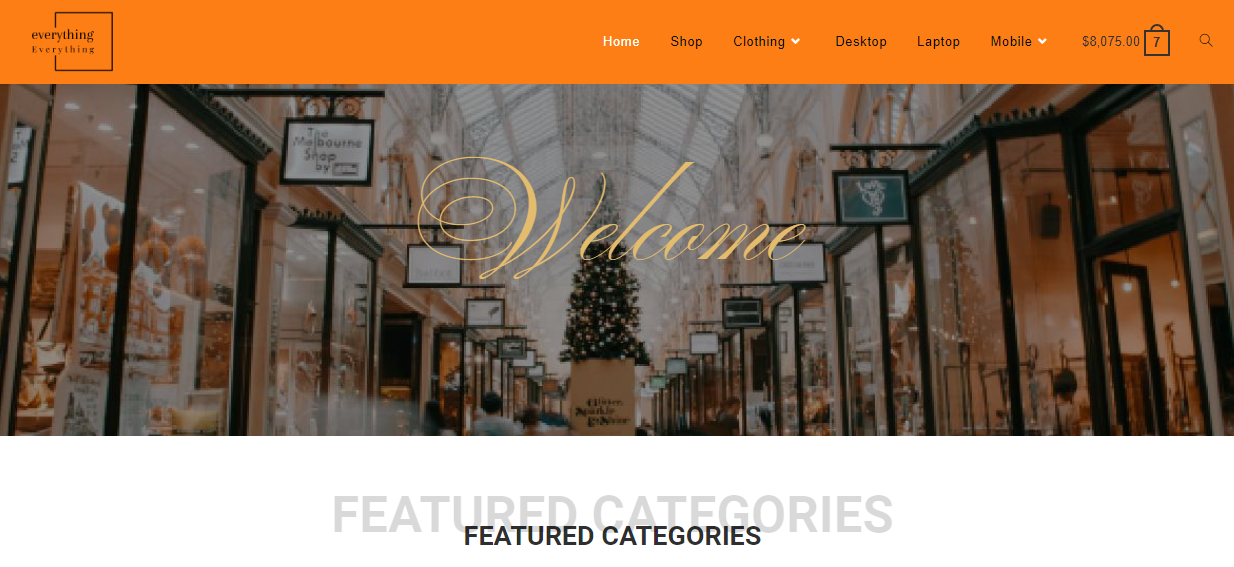 everything
Everything
Home Shop Clothing Desktop Laptop Mobile $8,075.00 7
The
Melbourne
Shop
by
Welcome
FEATURED CATEGORIES
FEATURED CATEGORIES